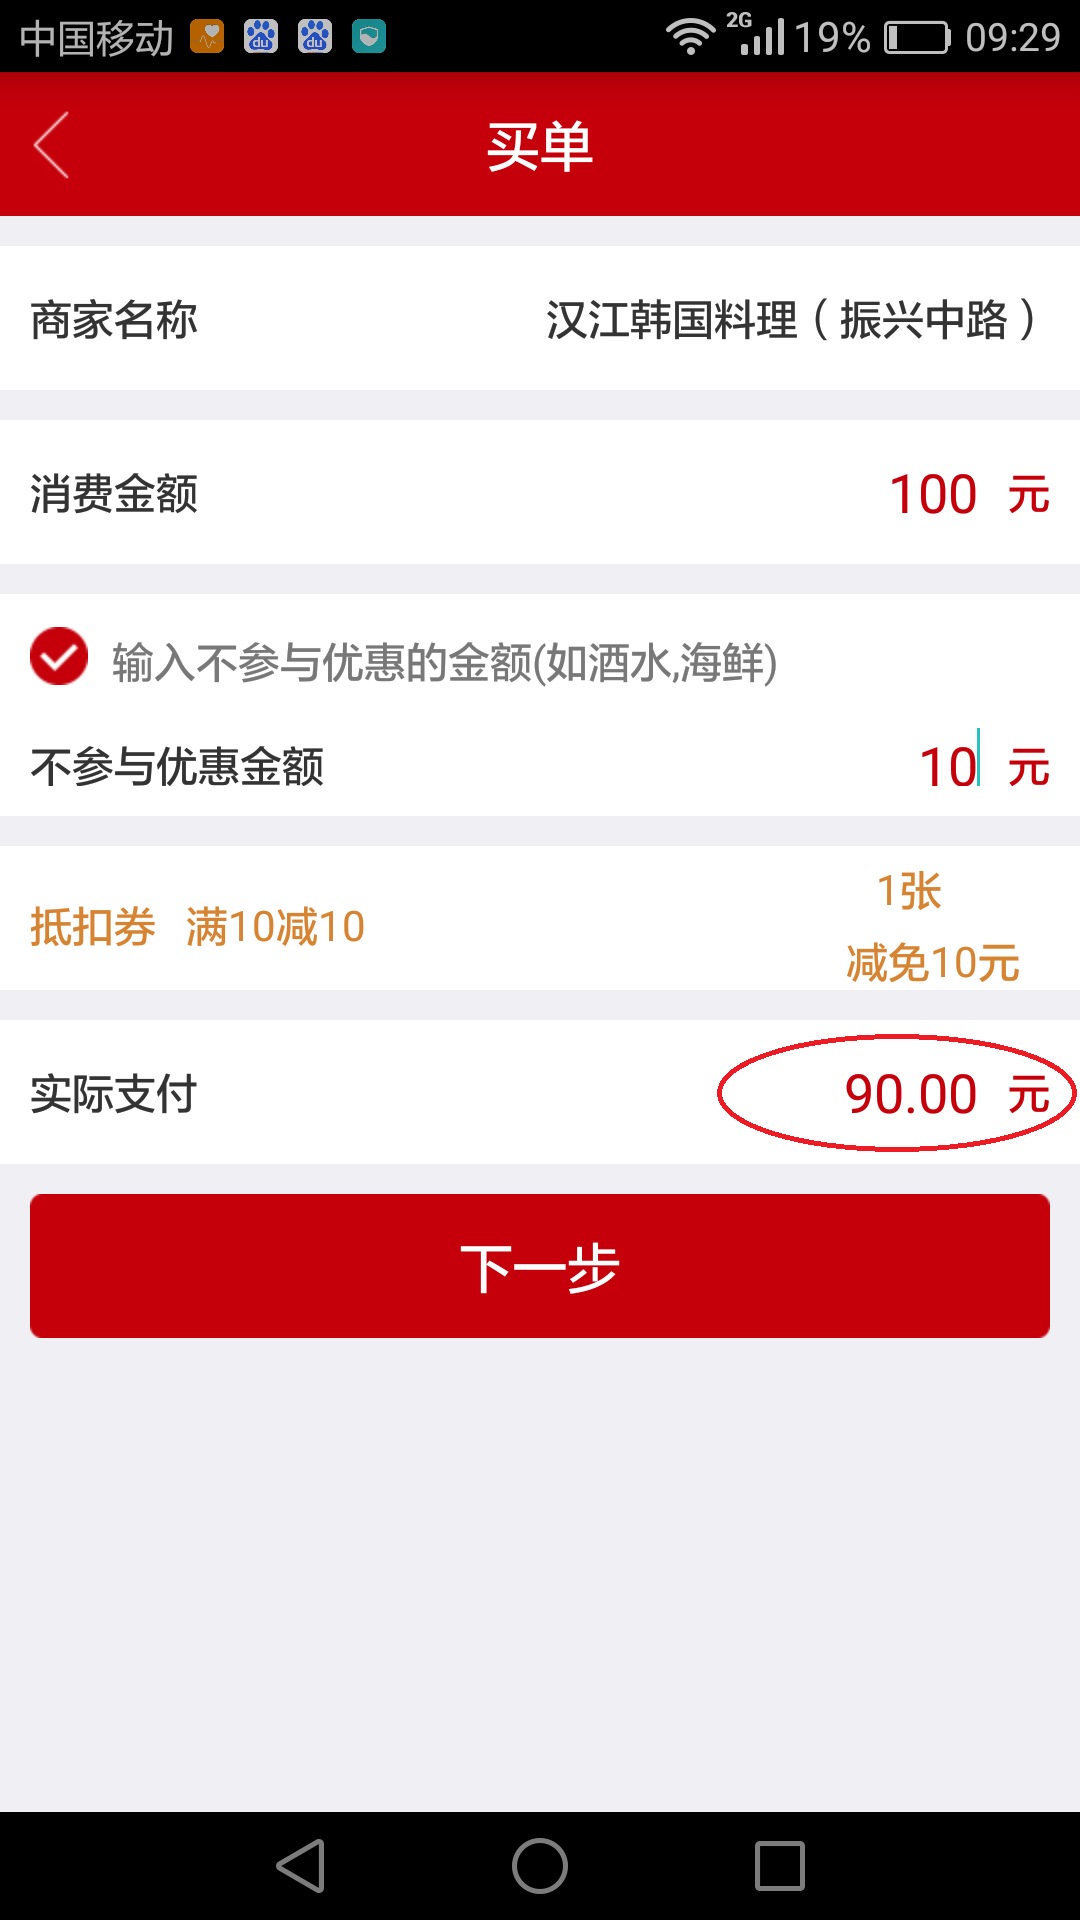 中国移动 du du 2G 19% 09:29
买单
商家名称 汉江韩国料理（振兴中路）
消费金额 100 元
输入不参与优惠的金额(如酒水,海鲜)
不参与优惠金额 10 元
抵扣券 满10减10 1张
减免10元
实际支付 90.00 元
下一步